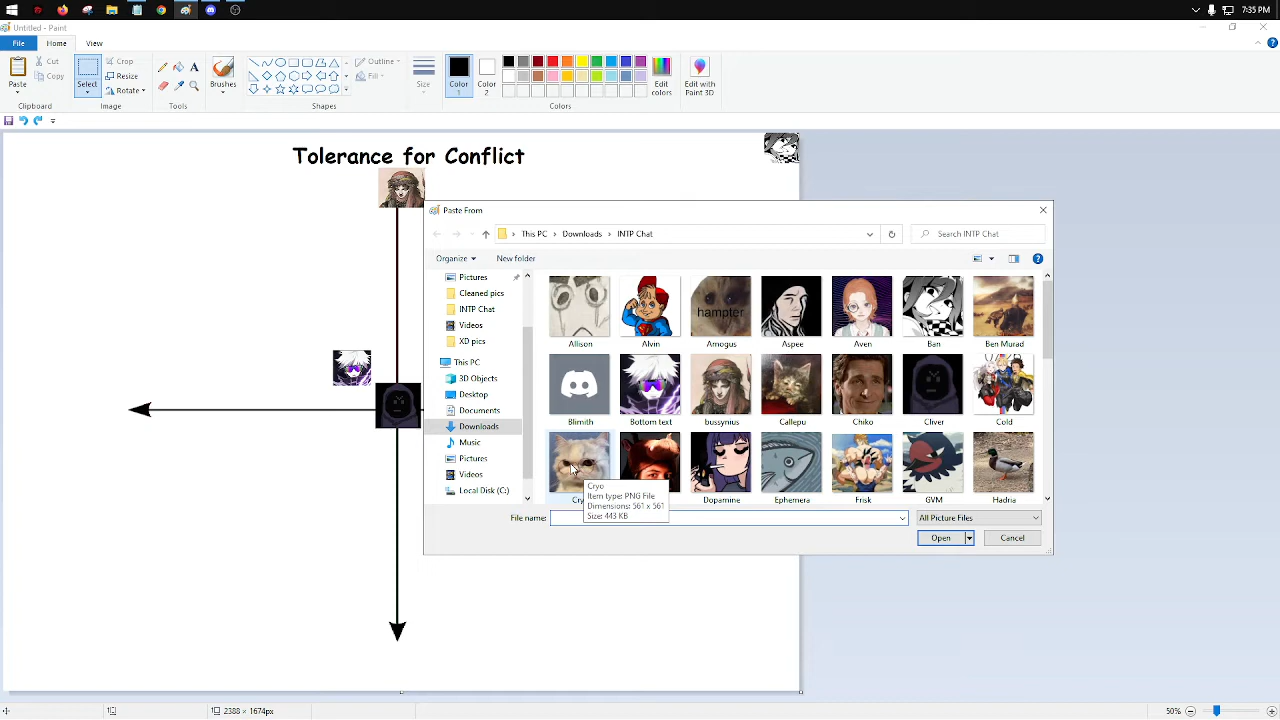 7:35 PM
Untitled - Paint
File Home View
Cut
Copy
Paste
Clipboard
Crop
Resize
Rotate
Select
Image
A
Tools
Brushes
Outline
Fill
Shapes
Size
Color
1
Color
2
Edit
colors
Colors
Edit with
Paint 3D
Tolerance for Conflict
Paste From
This PC > Downloads > INTP Chat
Search INTP Chat
Organize New folder
Pictures
Cleaned pics
INTP Chat
Videos
XD pics
This PC
3D Objects
Desktop
Documents
Downloads
Music
Pictures
Videos
Local Disk (C:)
hampter
Allison Alvin Amogus Aspee Aven Ban Ben Murad
Blimith Bottom text bussynius Callepu Chiko Cliver Cold
Cryo
Item type: PNG File
Dimensions: 561 x 561
Size: 443 KB
Dopamine Ephemera Frisk GVM Hadria
File name:
All Picture Files
Open Cancel
2388 × 1674px
50%